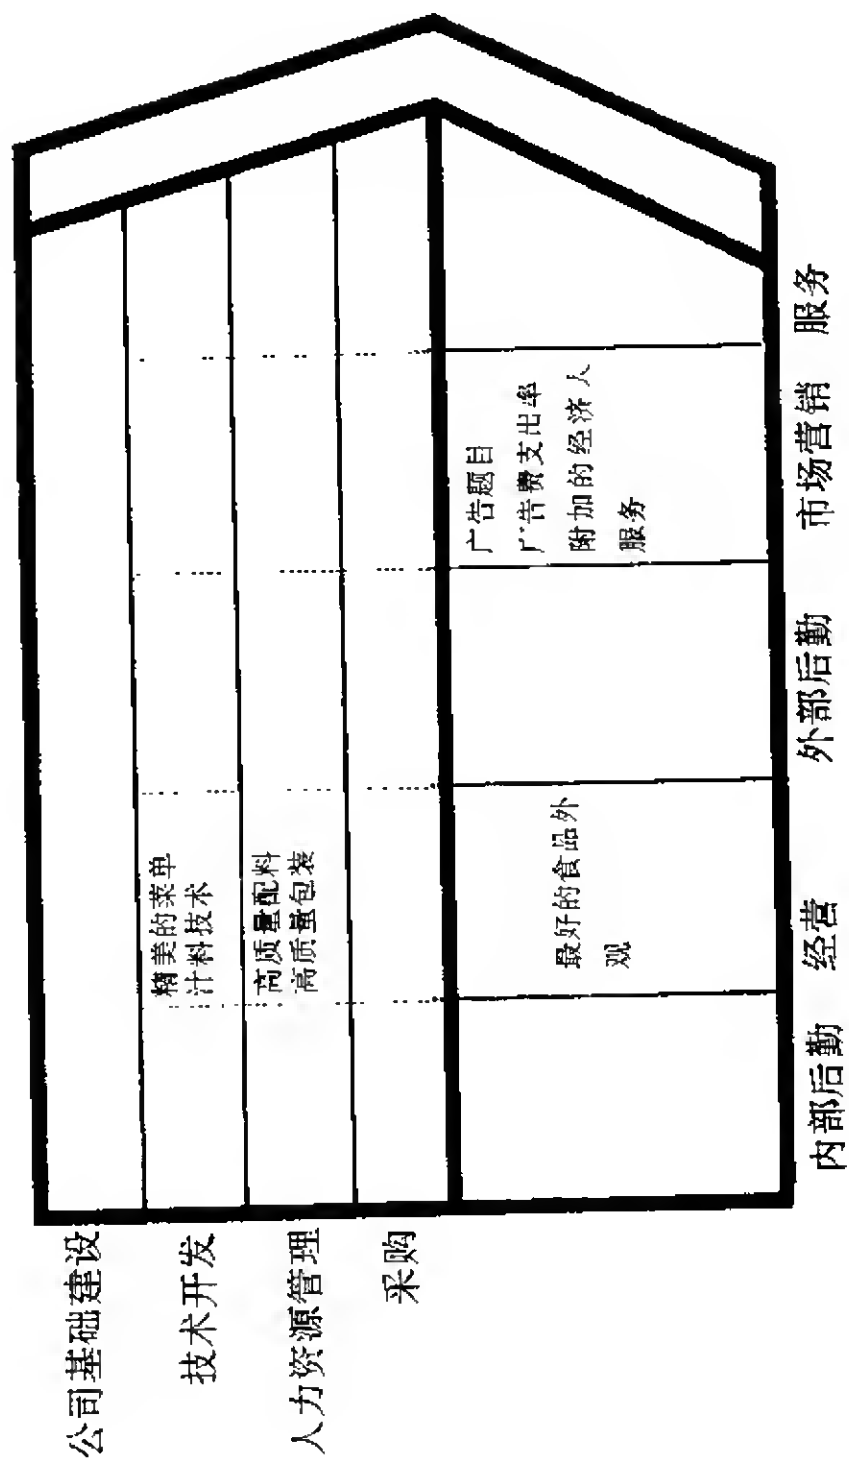 公司基础建设
技术开发
精美的菜单
汁料技术
人力资源管理
高质量配料
高质量包装
采购
最好的食品外
观
广告题目
广告费支出率
附加的经济人
服务
内部后勤
经营
外部后勤
市场营销
服务